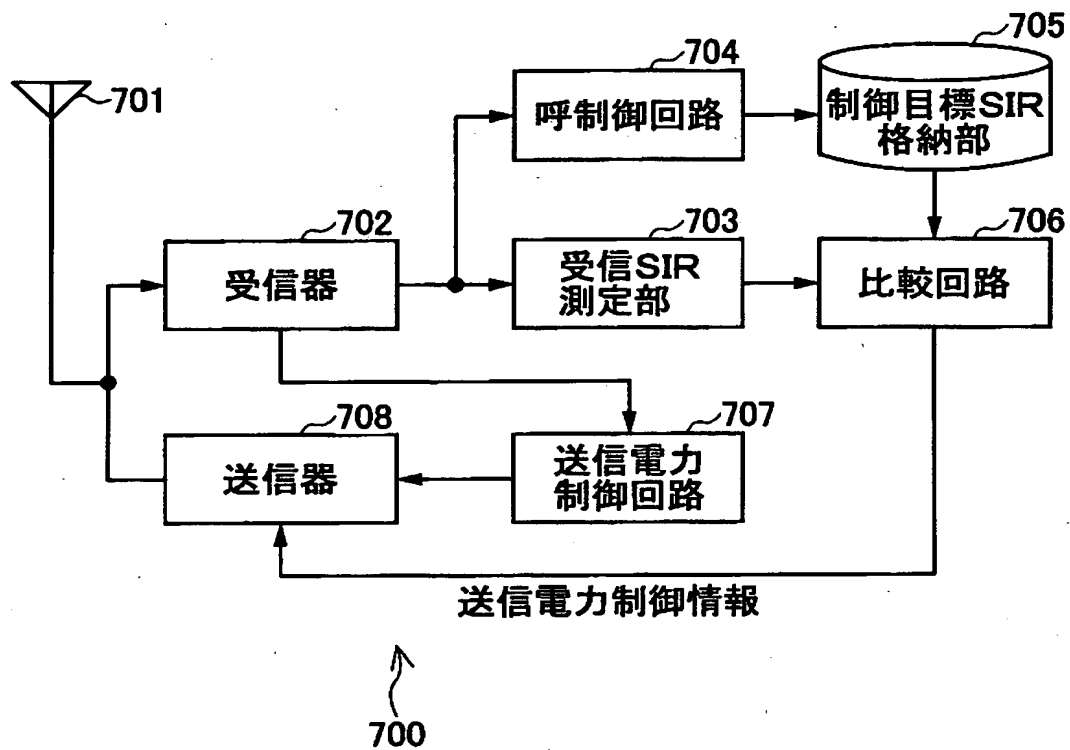 701
702
受信器
704
呼制御回路
705
制御目標SIR
格納部
703
受信SIR
測定部
706
比較回路
708
送信器
707
送信電力
制御回路
送信電力制御情報
700